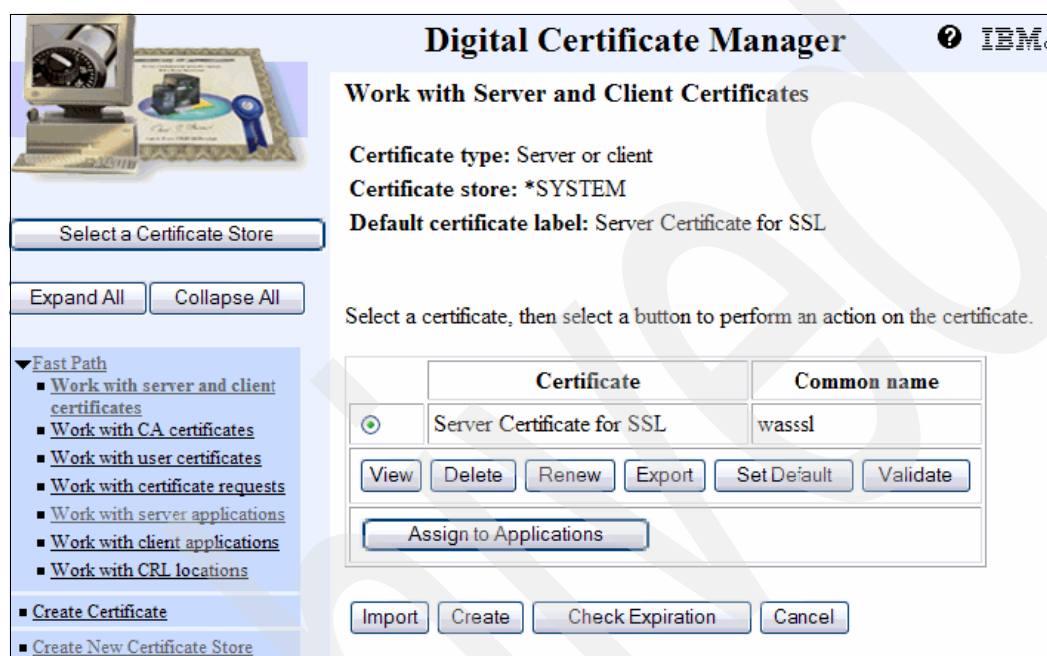 Digital Certificate Manager
IBM
Select a Certificate Store
Expand All
Collapse All
Fast Path
Work with server and client
certificates
Work with CA certificates
Work with user certificates
Work with certificate requests
Work with server applications
Work with client applications
Work with CRL locations
Create Certificate
Create New Certificate Store
Work with Server and Client Certificates
Certificate type: Server or client
Certificate store: *SYSTEM
Default certificate label: Server Certificate for SSL
Select a certificate, then select a button to perform an action on the certificate.
Certificate Common name
Server Certificate for SSL wasssl
View Delete Renew Export Set Default Validate
Assign to Applications
Import Create Check Expiration Cancel